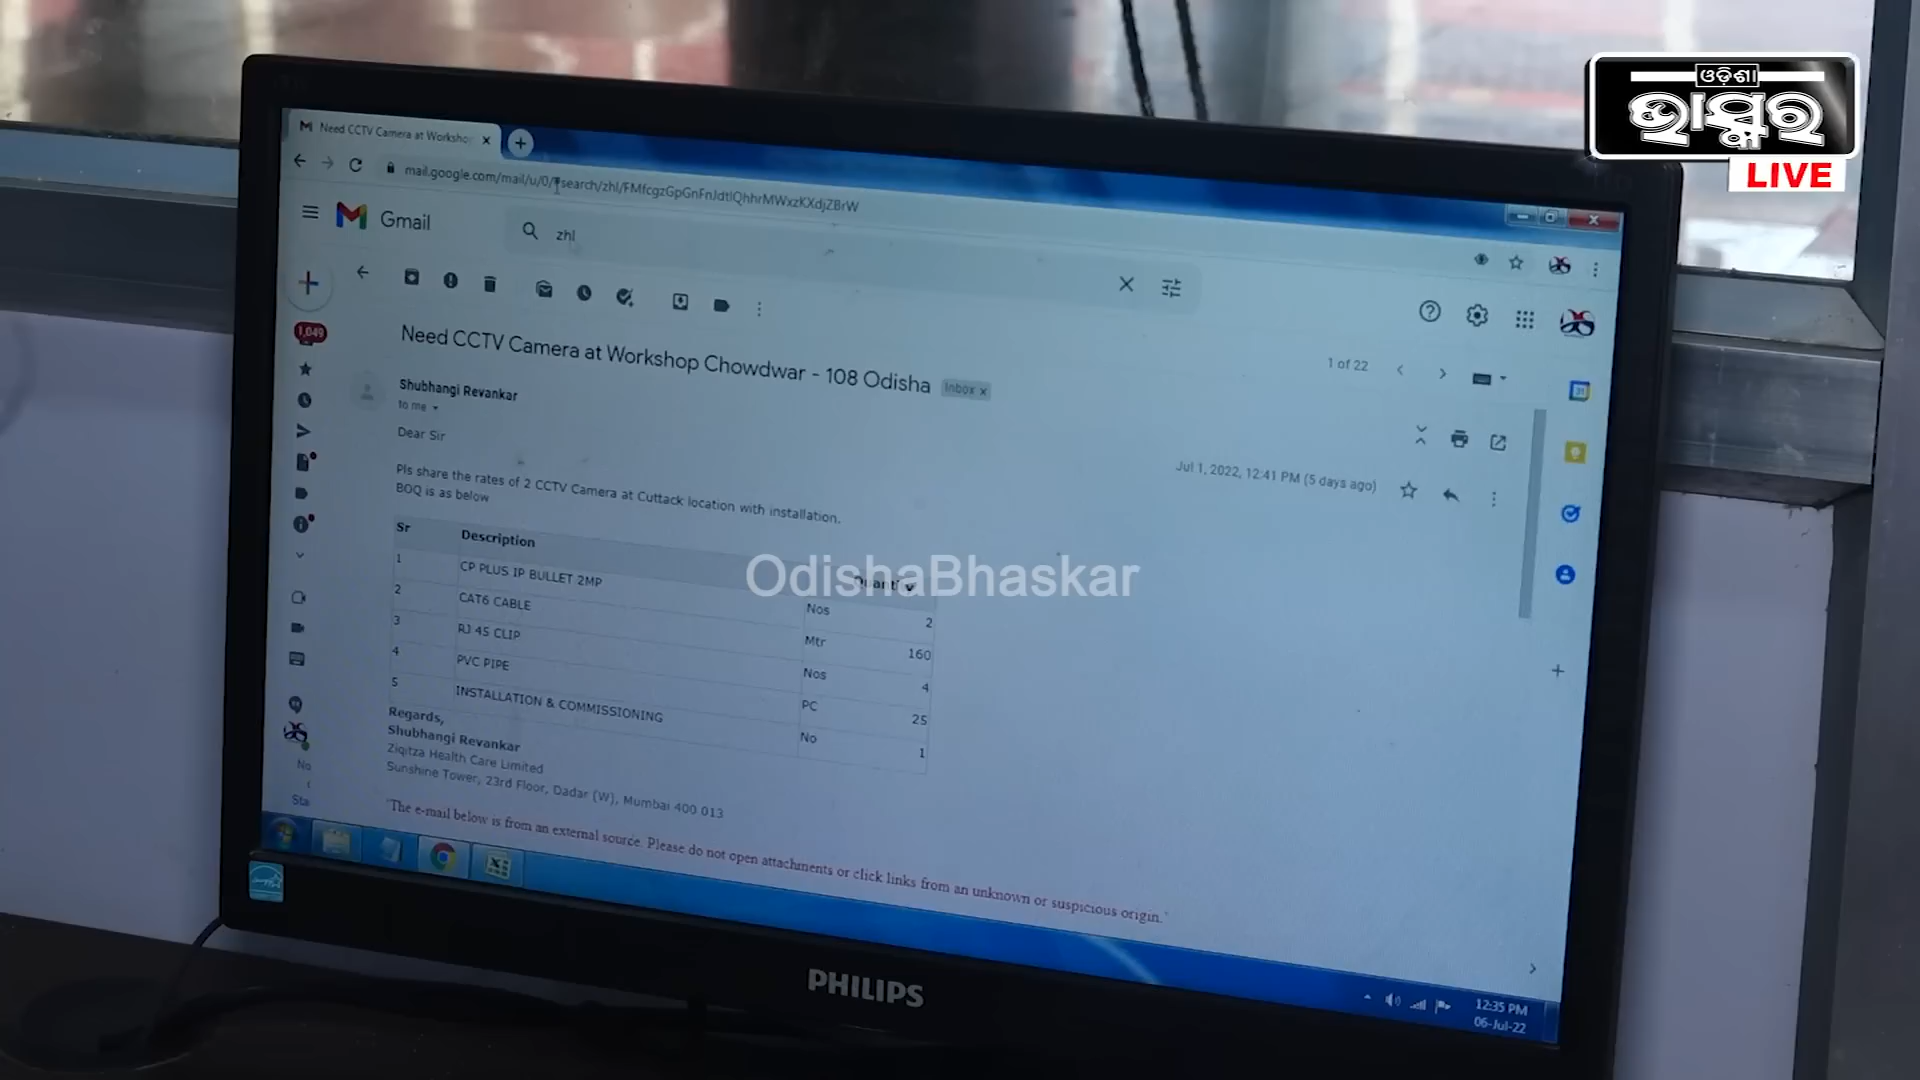 ଓଡ଼ିଶା
ଭାସ୍କର
LIVE
Need CCTV Camera at Worksho
mail.google.com/mail/u/0/#search/zhl/FMfcgzGpGnFnJdtlQhhrMWxzKXdjZBrW
Gmail
zhl
1,049
Need CCTV Camera at Workshop Chowdwar - 108 Odisha Inbox x
1 of 22
Shubhangi Revankar
to me
Jul 1, 2022, 12:41 PM (5 days ago)
Dear Sir
Pls share the rates of 2 CCTV Camera at Cuttack location with installation.
BOQ is as below
Sr Description Quantity
1 CP PLUS IP BULLET 2MP Nos 2
2 CAT6 CABLE Mtr 160
3 RJ 45 CLIP Nos 4
4 PVC PIPE PC 25
5 INSTALLATION & COMMISSIONING No 1
OdishaBhaskar
Regards,
Shubhangi Revankar
Ziqitza Health Care Limited
Sunshine Tower, 23rd Floor, Dadar (W), Mumbai 400 013
"The e-mail below is from an external source. Please do not open attachments or click links from an unknown or suspicious origin."
No
Sta
31
PHILIPS
12:35 PM
06-Jul-22